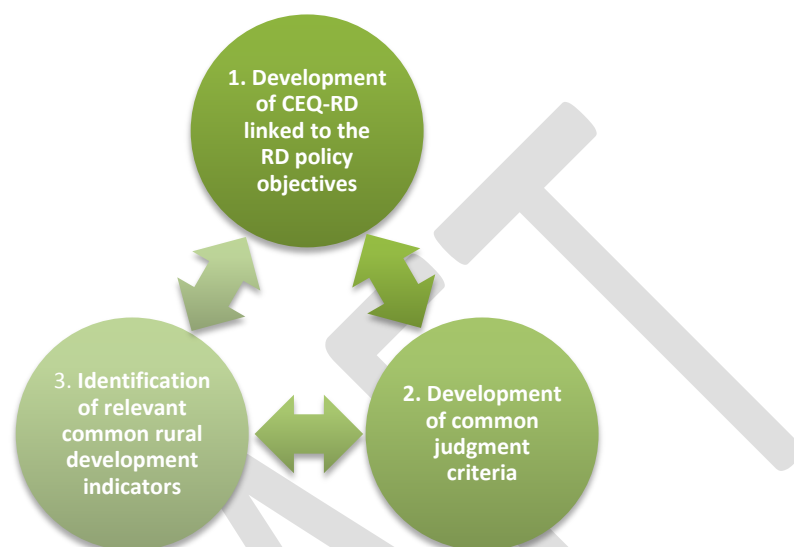 1. Development
of CEQ-RD
linked to the
RD policy
objectives
3. Identification
of relevant
common rural
development
indicators
2. Development
of common
judgment
criteria